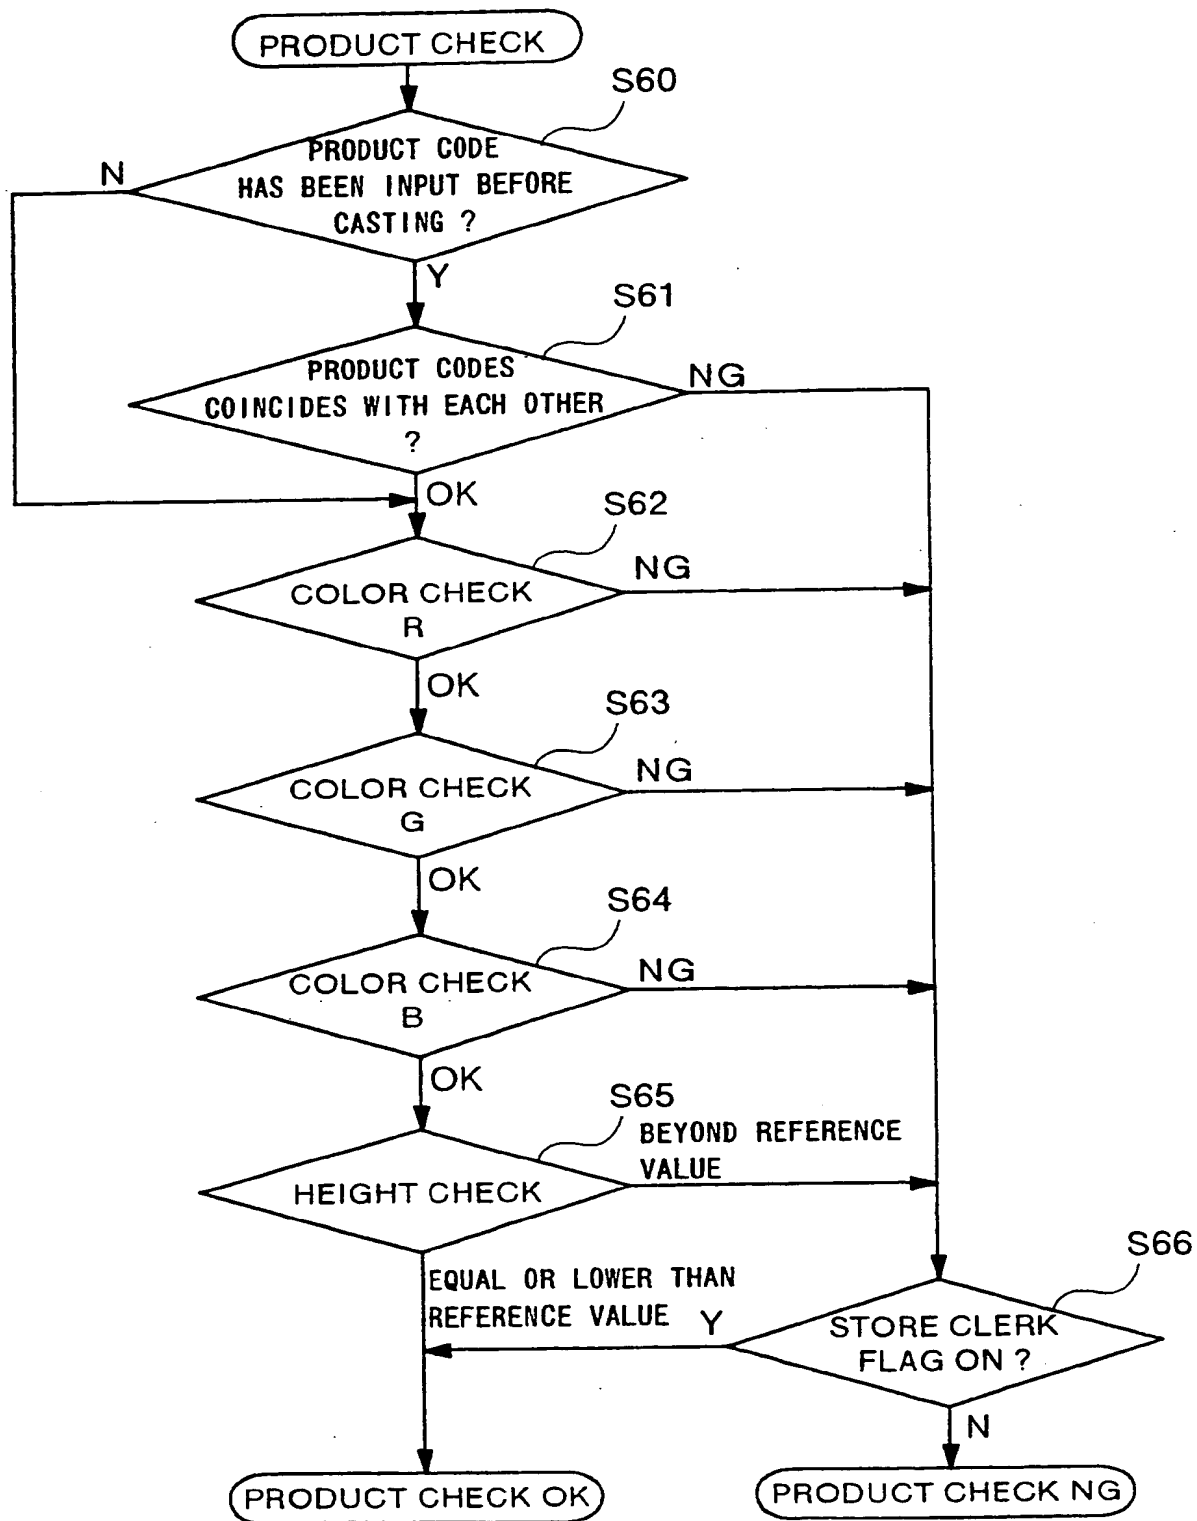 PRODUCT CHECK
S60
PRODUCT CODE
HAS BEEN INPUT BEFORE
CASTING ?
N
Y
S61
PRODUCT CODES
COINCIDES WITH EACH OTHER
?
NG
OK
S62
COLOR CHECK
R
NG
OK
S63
COLOR CHECK
G
NG
OK
S64
COLOR CHECK
B
NG
OK
S65
HEIGHT CHECK
BEYOND REFERENCE
VALUE
EQUAL OR LOWER THAN
REFERENCE VALUE
S66
STORE CLERK
FLAG ON ?
Y
N
PRODUCT CHECK OK
PRODUCT CHECK NG